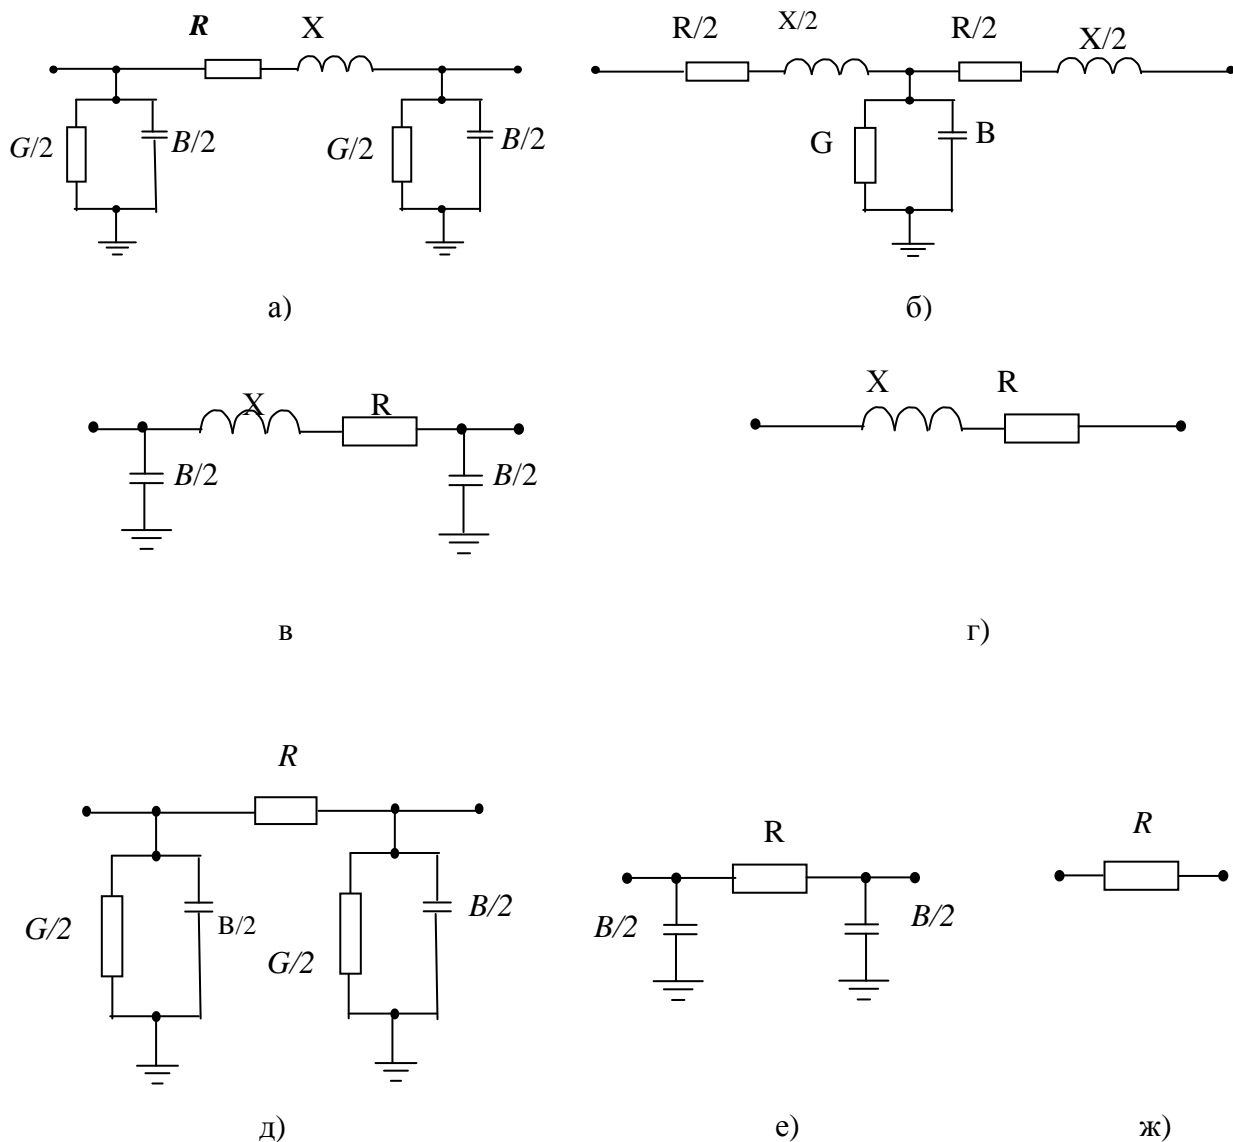 R X
G/2 B/2 G/2 B/2
а)
R/2 X/2 R/2 X/2
G B
б)
X R
B/2 B/2
в
X R
г)
R
G/2 B/2 G/2 B/2
д)
R
B/2 B/2
е)
R
ж)